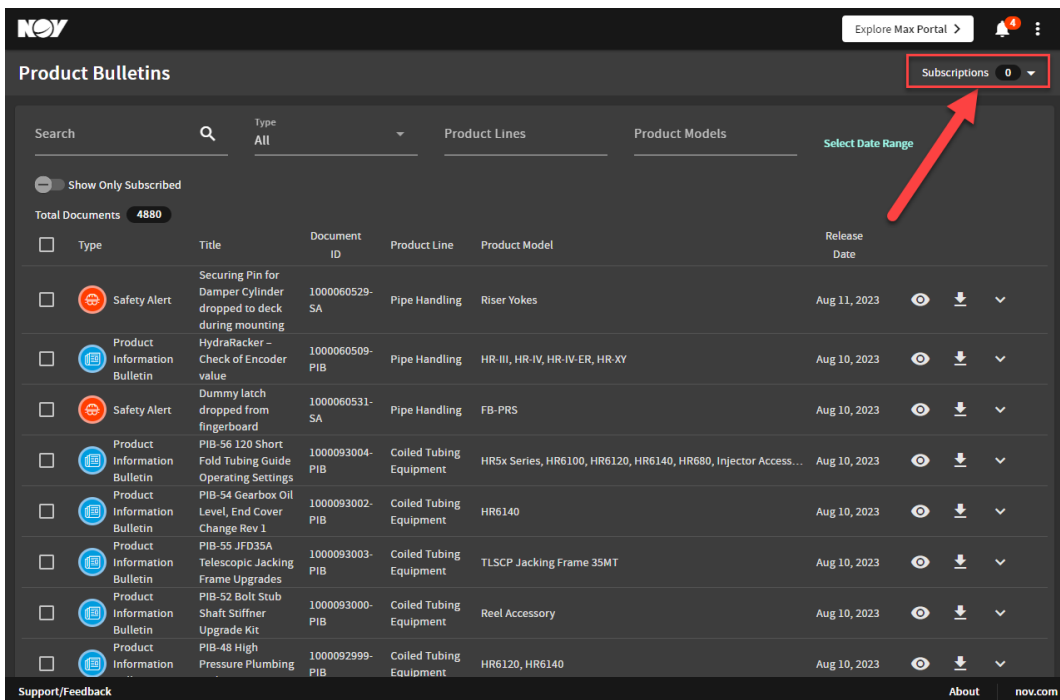 NOV
Explore Max Portal
4
Product Bulletins
Subscriptions 0
Search
Type
All
Product Lines
Product Models
Select Date Range
Show Only Subscribed
Total Documents 4880
Type
Title
Document
ID
Product Line
Product Model
Release
Date
Safety Alert
Securing Pin for
Damper Cylinder
dropped to deck
during mounting
1000060529-
SA
Pipe Handling
Riser Yokes
Aug 11, 2023
Product
Information
Bulletin
HydraRacker –
Check of Encoder
value
1000060509-
PIB
Pipe Handling
HR-III, HR-IV, HR-IV-ER, HR-XY
Aug 10, 2023
Safety Alert
Dummy latch
dropped from
fingerboard
1000060531-
SA
Pipe Handling
FB-PRS
Aug 10, 2023
Product
Information
Bulletin
PIB-56 120 Short
Fold Tubing Guide
Operating Settings
1000093004-
PIB
Coiled Tubing
Equipment
HR5x Series, HR6100, HR6120, HR6140, HR680, Injector Access...
Aug 10, 2023
Product
Information
Bulletin
PIB-54 Gearbox Oil
Level, End Cover
Change Rev 1
1000093002-
PIB
Coiled Tubing
Equipment
HR6140
Aug 10, 2023
Product
Information
Bulletin
PIB-55 JFD35A
Telescopic Jacking
Frame Upgrades
1000093003-
PIB
Coiled Tubing
Equipment
TLSCP Jacking Frame 35MT
Aug 10, 2023
Product
Information
Bulletin
PIB-52 Bolt Stub
Shaft Stiffner
Upgrade Kit
1000093000-
PIB
Coiled Tubing
Equipment
Reel Accessory
Aug 10, 2023
Product
Information
PIB-48 High
Pressure Plumbing
1000092999-
PIB
Coiled Tubing
Equipment
HR6120, HR6140
Aug 10, 2023
Support/Feedback
About
nov.com